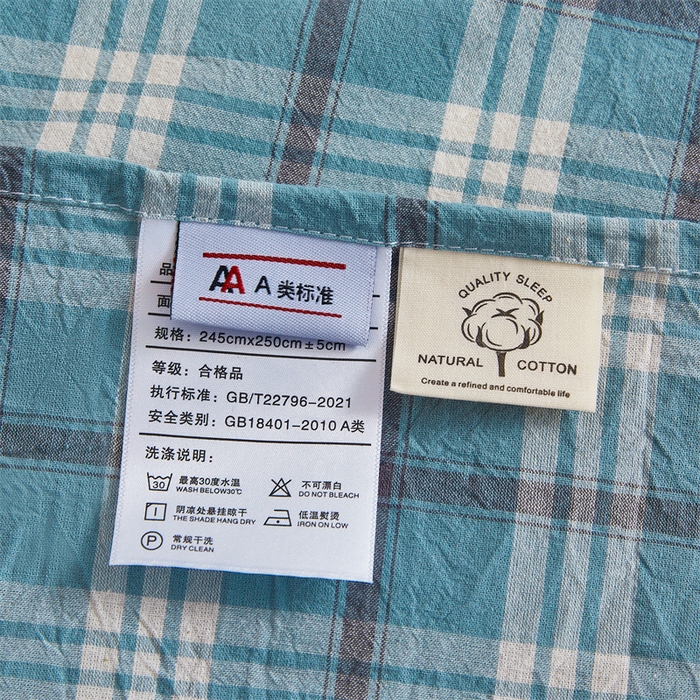 品
面
AA A 类标准
规格: 245cmx250cm±5cm
等级: 合格品
执行标准: GB/T22796-2021
安全类别: GB18401-2010 A类
洗涤说明:
30 最高30度水温
WASH BELOW30℃
不可漂白
DO NOT BLEACH
阴凉处悬挂晾干
THE SHADE HANG DRY
低温熨烫
IRON ON LOW
P 常规干洗
DRY CLEAN
QUALITY SLEEP
NATURAL COTTON
Create a refined and comfortable life